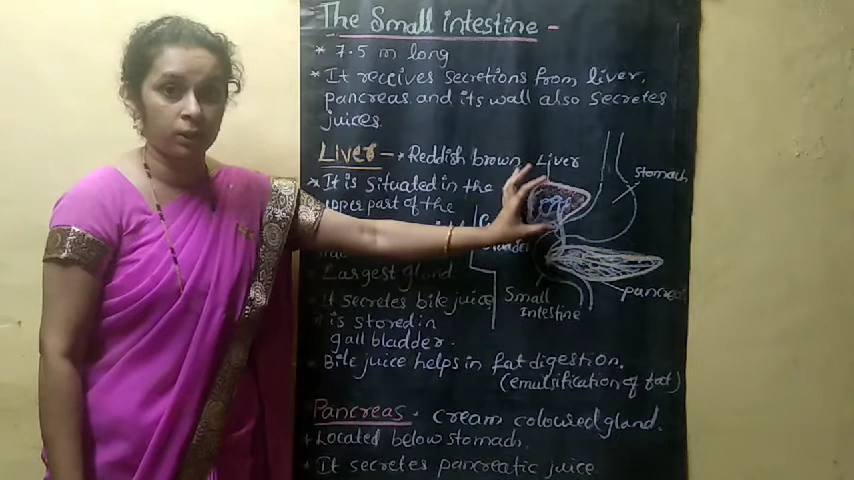 The Small intestine -
* 7.5 m long
* It receives secretions from liver,
pancreas and its wall also secretes
juices.
Liver - * Reddish brown
* It is situated in the
upper part of the
* Largest gland
* It secretes bile juice
* is stored in
gall bladder.
* Bile juice helps in fat digestion.
(emulsification of fat)
Pancreas - cream coloured gland.
* Located below stomach.
* It secretes pancreatic juice
Liver
stomach
Small
Intestine